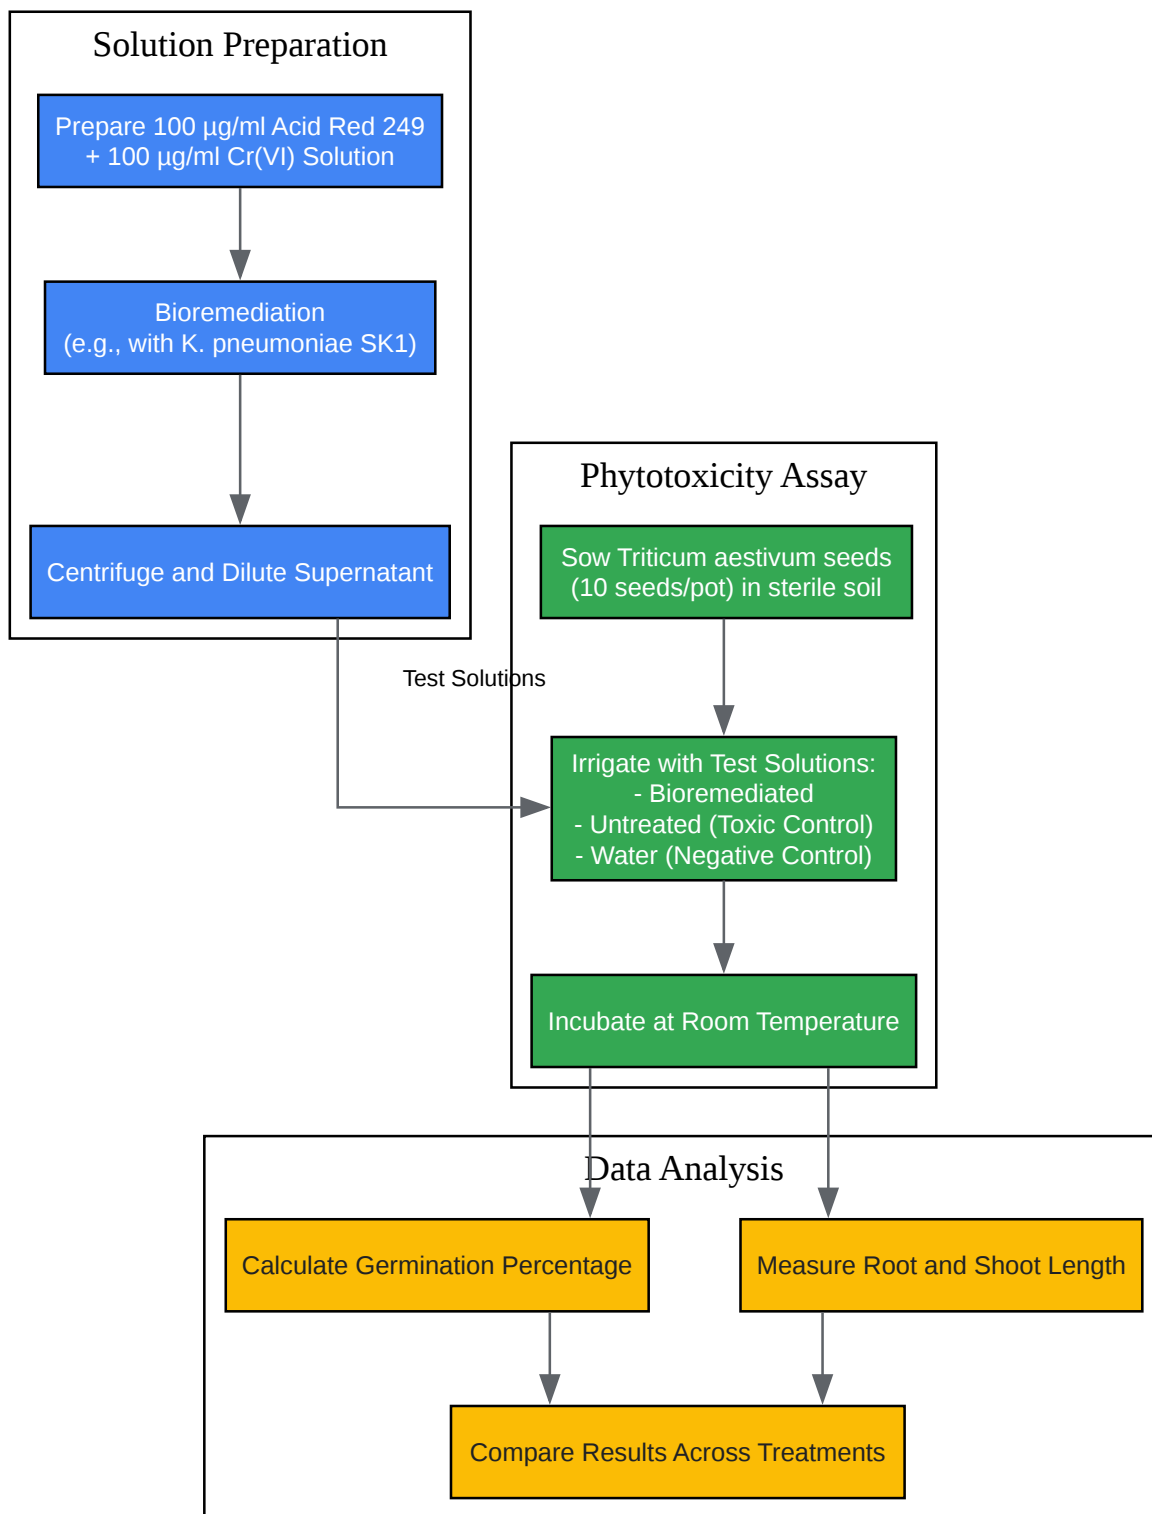 Solution Preparation
Prepare 100 µg/ml Acid Red 249
+ 100 µg/ml Cr(VI) Solution
Bioremediation
(e.g., with K. pneumoniae SK1)
Centrifuge and Dilute Supernatant
Phytotoxicity Assay
Sow Triticum aestivum seeds
(10 seeds/pot) in sterile soil
Test Solutions
Irrigate with Test Solutions:
- Bioremediated
- Untreated (Toxic Control)
- Water (Negative Control)
Incubate at Room Temperature
Data Analysis
Calculate Germination Percentage
Measure Root and Shoot Length
Compare Results Across Treatments